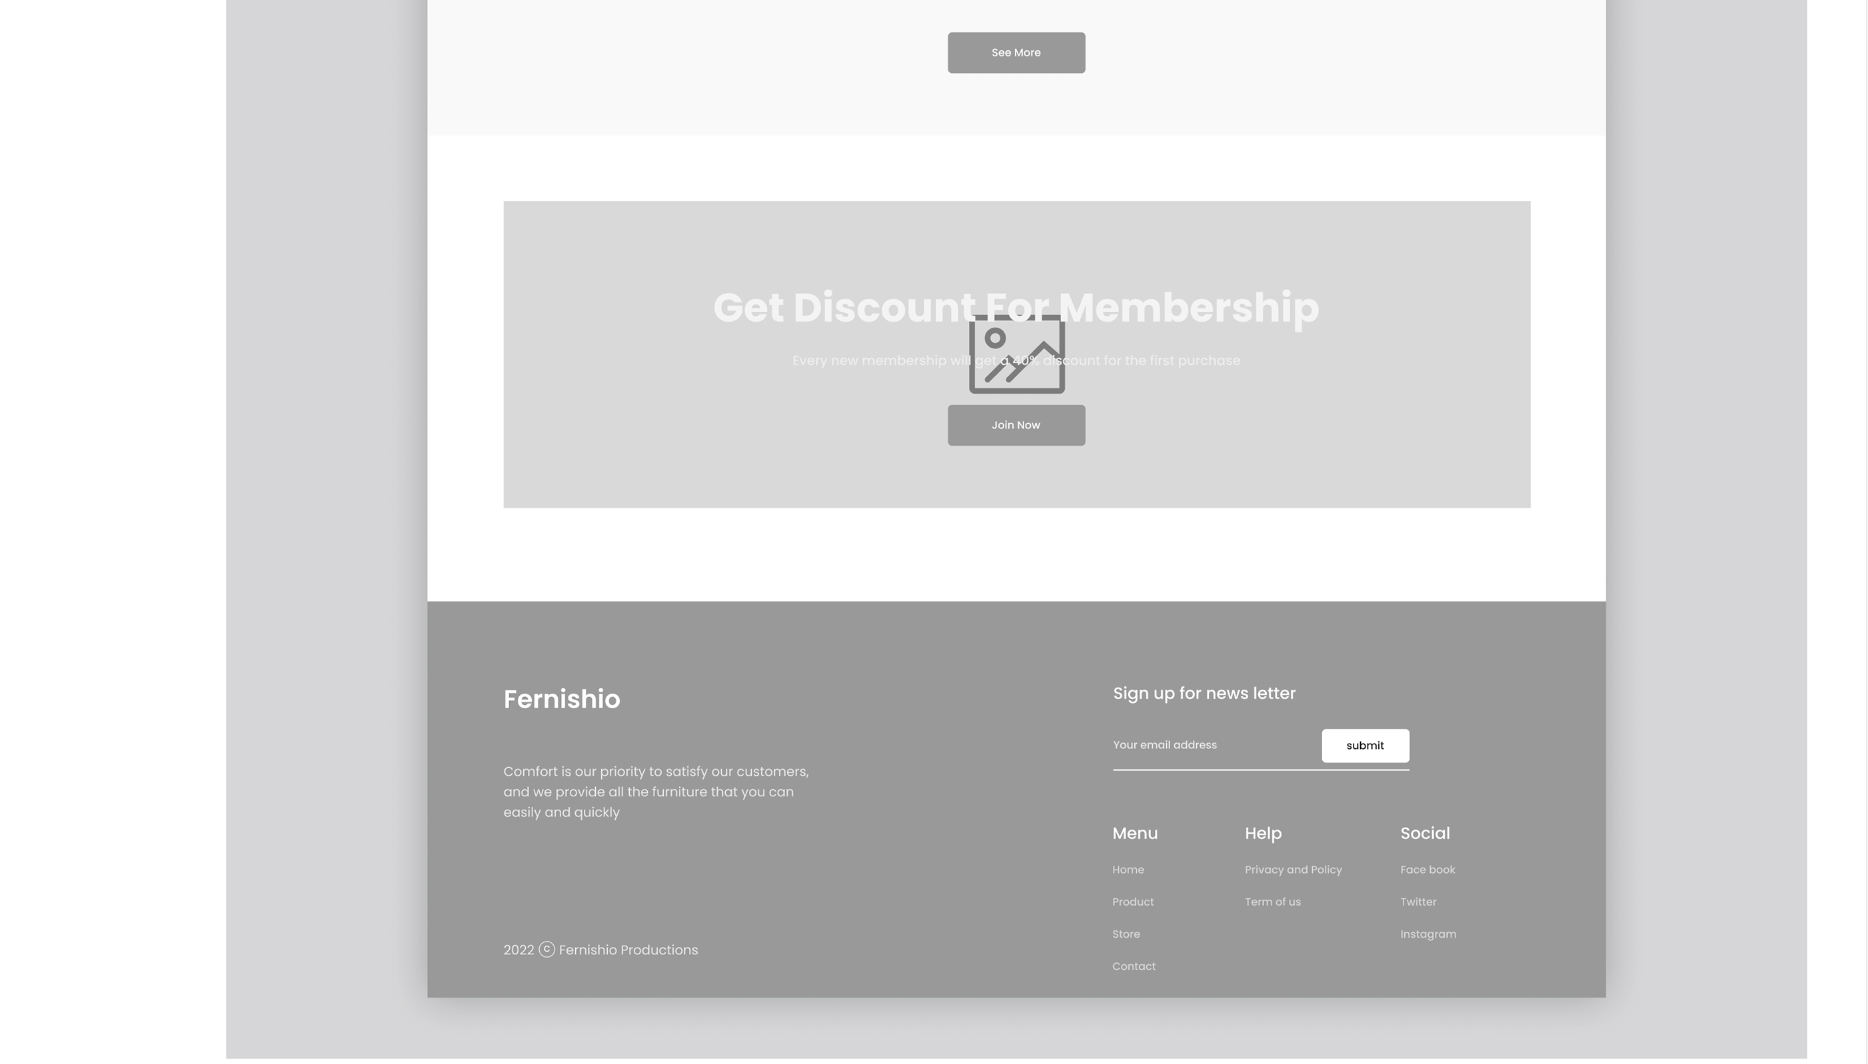 See More
Get Discount For Membership
Every new membership will get a 40% discount for the first purchase
Join Now
Fernishio
Comfort is our priority to satisfy our customers,
and we provide all the furniture that you can
easily and quickly
2022 © Fernishio Productions
Sign up for news letter
Your email address
submit
Menu
Home
Product
Store
Contact
Help
Privacy and Policy
Term of us
Social
Face book
Twitter
Instagram